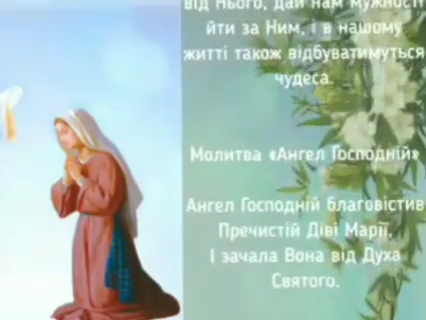 від Нього, дай нам мужності
йти за Ним, і в нашому
житті також відбуватимуться
чудеса.
Молитва «Ангел Господній»
Ангел Господній благовістив
Пречистій Діві Марії,
І зачала Вона від Духа
Святого.